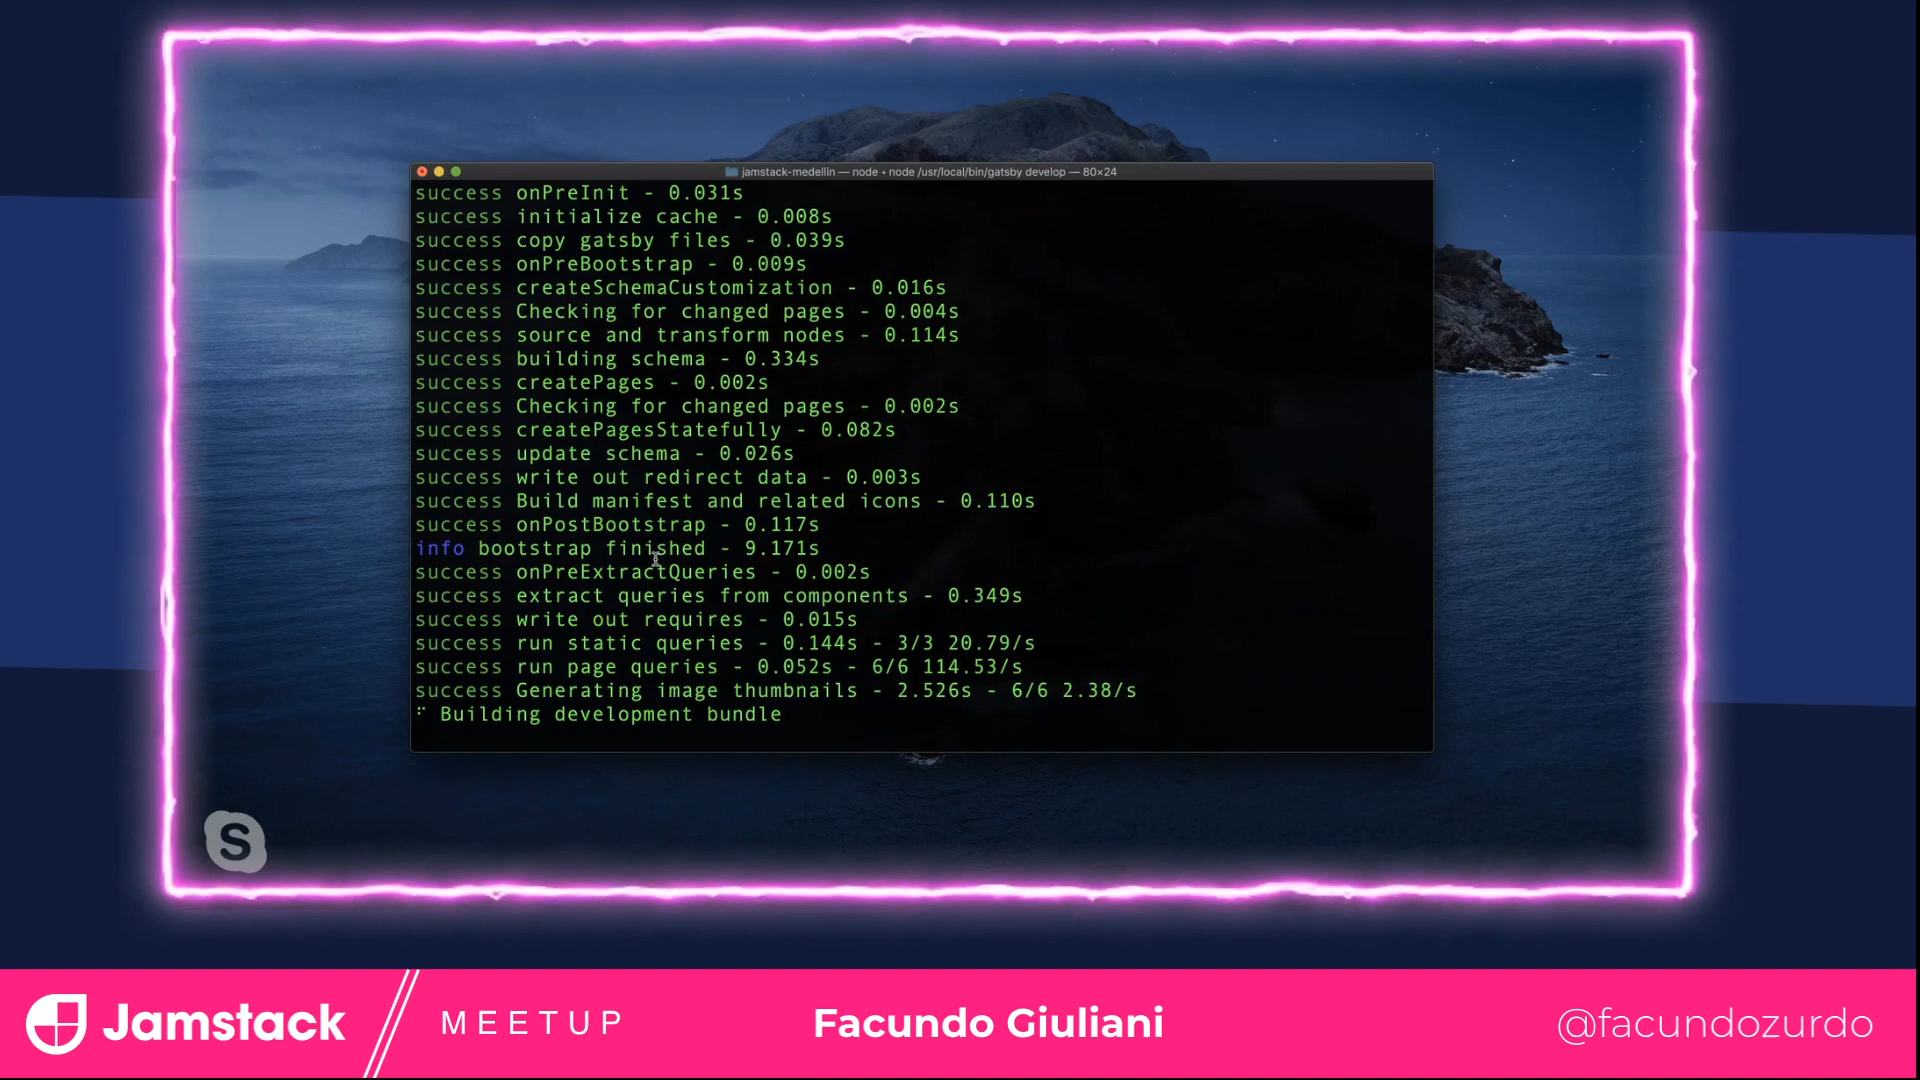 jamstack-medellin — node ◂ node /usr/local/bin/gatsby develop — 80×24
success onPreInit - 0.031s
success initialize cache - 0.008s
success copy gatsby files - 0.039s
success onPreBootstrap - 0.009s
success createSchemaCustomization - 0.016s
success Checking for changed pages - 0.004s
success source and transform nodes - 0.114s
success building schema - 0.334s
success createPages - 0.002s
success Checking for changed pages - 0.002s
success createPagesStatefully - 0.082s
success update schema - 0.026s
success write out redirect data - 0.003s
success Build manifest and related icons - 0.110s
success onPostBootstrap - 0.117s
info bootstrap finished - 9.171s
success onPreExtractQueries - 0.002s
success extract queries from components - 0.349s
success write out requires - 0.015s
success run static queries - 0.144s - 3/3 20.79/s
success run page queries - 0.052s - 6/6 114.53/s
success Generating image thumbnails - 2.526s - 6/6 2.38/s
Building development bundle
S
Jamstack MEETUP Facundo Giuliani @facundozurdo